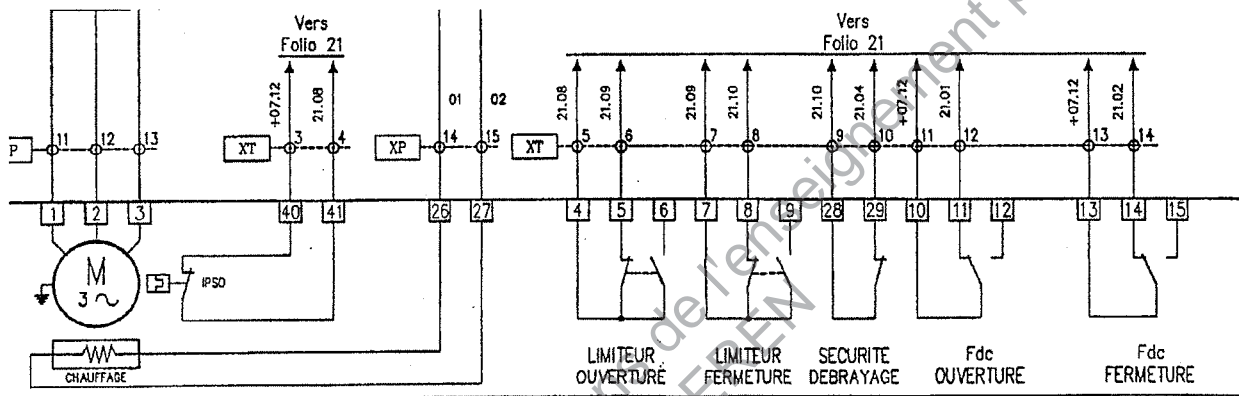 Vers
Folio 21
Vers
Folio 21
+07.12
21.08
01
02
21.08
21.09
21.09
21.10
21.10
21.04
+07.12
21.01
+07.12
21.02
P
11
12
13
XT
3
4
XP
14
15
XT
5
6
7
8
9
10
11
12
13
14
1
2
3
40
41
26
27
4
5
6
7
8
9
28
29
10
11
12
13
14
15
M
3 ~
IPSO
CHAUFFAGE
LIMITEUR
OUVERTURE
LIMITEUR
FERMETURE
SECURITE
DEBRAYAGE
Fdc
OUVERTURE
Fdc
FERMETURE
ns de l'enseignement p
EREN